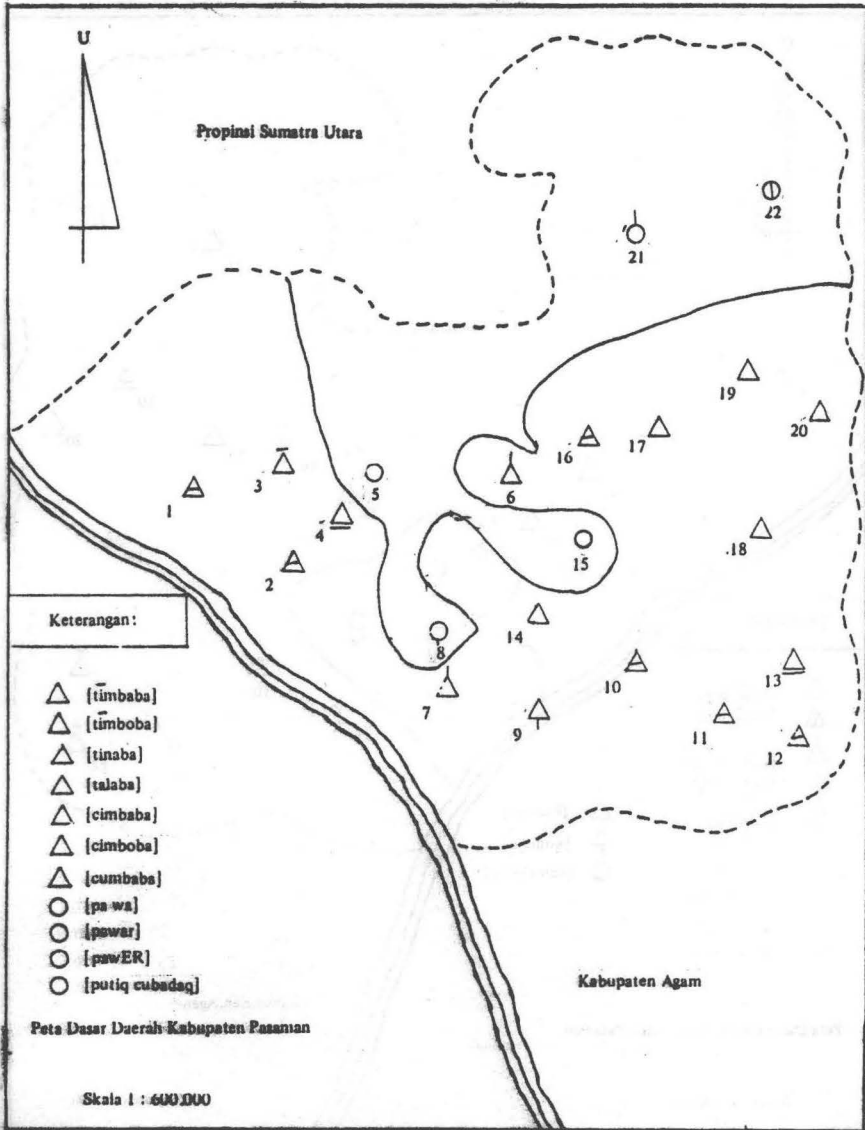 U
Propinsi Sumatra Utara
22
21
19
20
16
17
3
1
5
6
4
18
15
2
Keterangan :
8
14
10
13
7
9
11
12
△ [timbaba]
△ [timboba]
△ [tinaba]
△ [talaba]
△ [cimbaba]
△ [cimboba]
△ [cumbaba]
○ [pa wa]
○ [pawar]
○ [pawER]
○ [putiq cubadaq]
Kabupaten Agam
Peta Dasar Daerah Kabupaten Pasaman
Skala 1 : 600.000